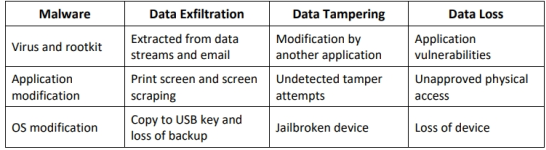 Malware Data Exfiltration Data Tampering Data Loss
Virus and rootkit
Extracted from data
streams and email
Modification by
another application
Application
vulnerabilities
Application
modification
Print screen and screen
scraping
Undetected tamper
attempts
Unapproved physical
access
OS modification
Copy to USB key and
loss of backup
Jailbroken device
Loss of device